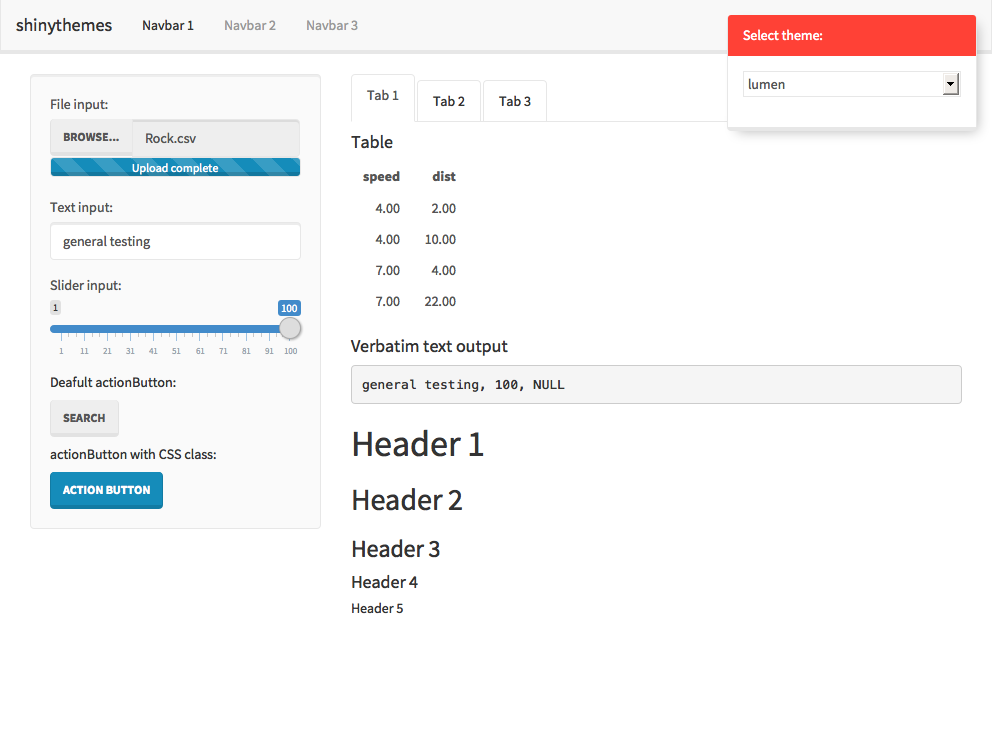 shinythemes Navbar 1 Navbar 2 Navbar 3
Select theme:
lumen
File input:
BROWSE... Rock.csv
Upload complete
Text input:
general testing
Slider input:
1 100
1 11 21 31 41 51 61 71 81 91 100
Deafult actionButton:
SEARCH
actionButton with CSS class:
ACTION BUTTON
Tab 1 Tab 2 Tab 3
Table
speed dist
4.00 2.00
4.00 10.00
7.00 4.00
7.00 22.00
Verbatim text output
general testing, 100, NULL
Header 1
Header 2
Header 3
Header 4
Header 5